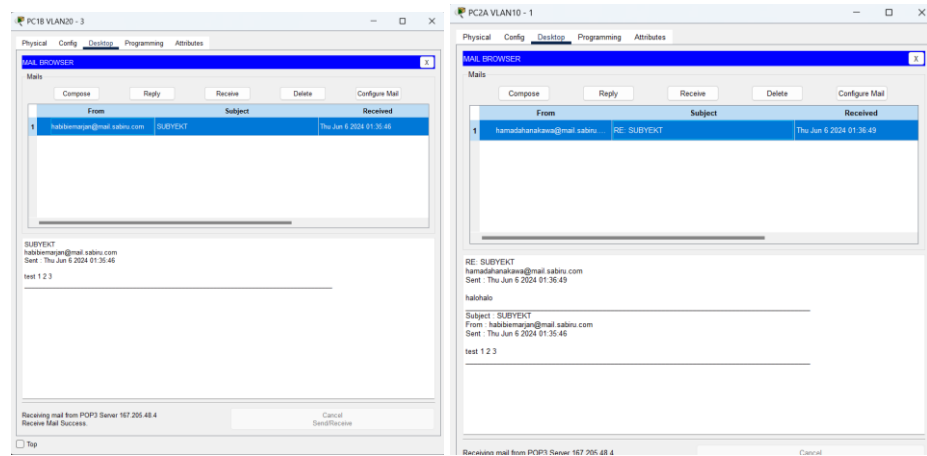 PC1B VLAN20 - 3
Physical Config Desktop Programming Attributes
MAIL BROWSER X
Mails
Compose Reply Receive Delete Configure Mail
From Subject Received
1 habibiemarjan@mail.sabiru.com SUBYEKT Thu Jun 6 2024 01:35:46
SUBYEKT
habibiemarjan@mail.sabiru.com
Sent : Thu Jun 6 2024 01:35:46
test 1 2 3
Receiving mail from POP3 Server 167.205.48.4
Receive Mail Success.
Cancel
Send/Receive
Top
PC2A VLAN10 - 1
Physical Config Desktop Programming Attributes
MAIL BROWSER X
Mails
Compose Reply Receive Delete Configure Mail
From Subject Received
1 hamadahanakawa@mail.sabiru.... RE: SUBYEKT Thu Jun 6 2024 01:36:49
RE: SUBYEKT
hamadahanakawa@mail.sabiru.com
Sent : Thu Jun 6 2024 01:36:49
halohalo
Subject : SUBYEKT
From : habibiemarjan@mail.sabiru.com
Sent : Thu Jun 6 2024 01:35:46
test 1 2 3
Receiving mail from POP3 Server 167.205.48.4
Cancel